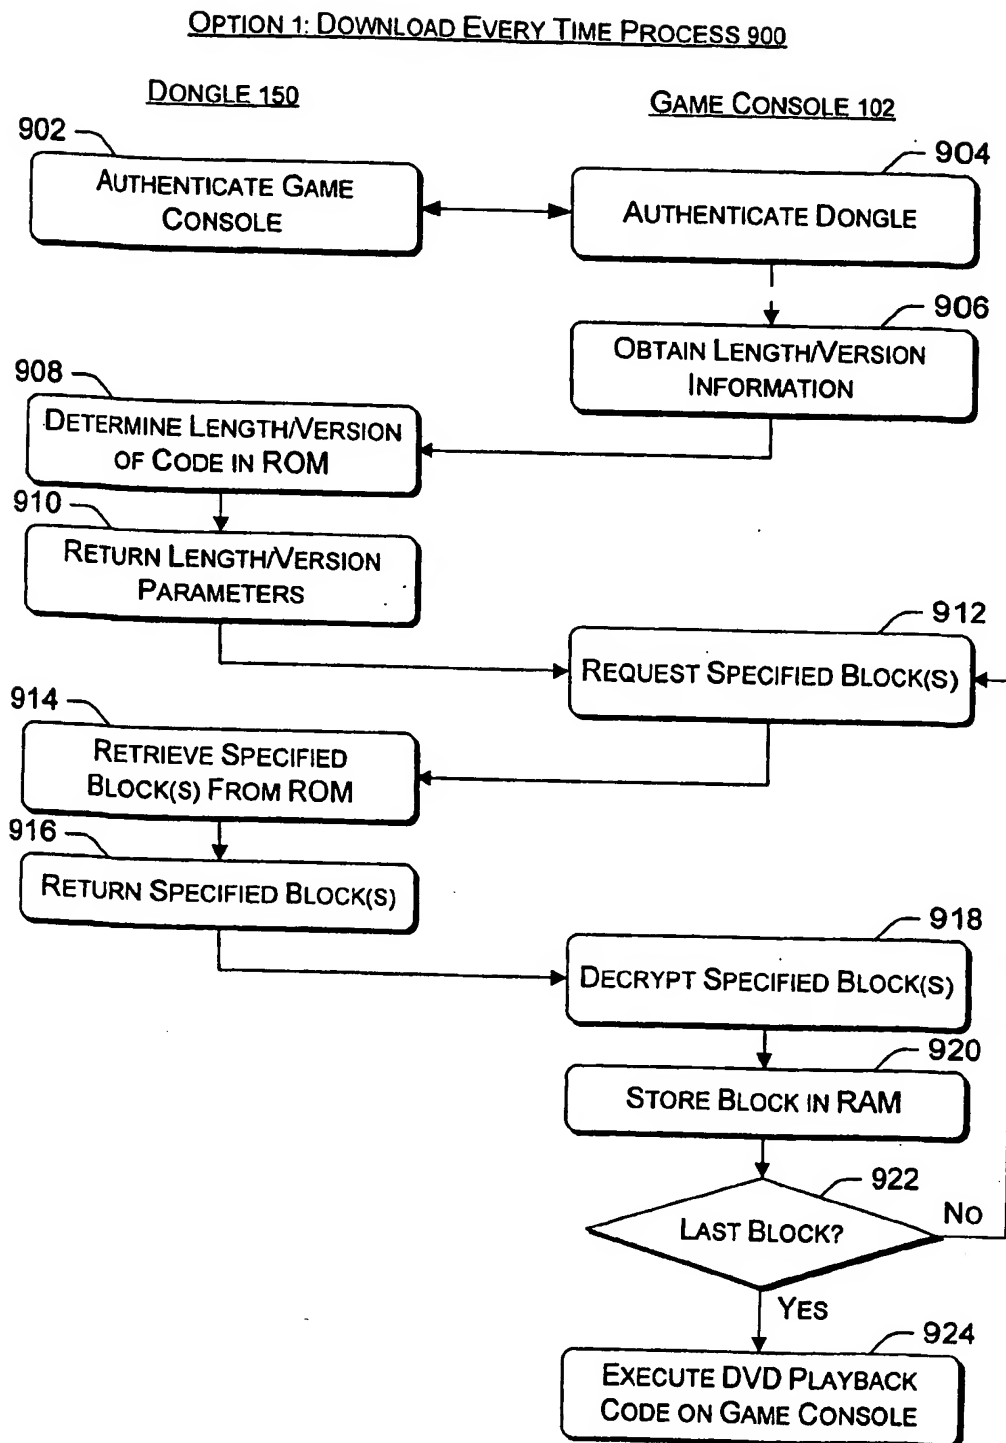 OPTION 1: DOWNLOAD EVERY TIME PROCESS 900
DONGLE 150
GAME CONSOLE 102
902
AUTHENTICATE GAME
CONSOLE
904
AUTHENTICATE DONGLE
906
OBTAIN LENGTH/VERSION
INFORMATION
908
DETERMINE LENGTH/VERSION
OF CODE IN ROM
910
RETURN LENGTH/VERSION
PARAMETERS
912
REQUEST SPECIFIED BLOCK(S)
914
RETRIEVE SPECIFIED
BLOCK(S) FROM ROM
916
RETURN SPECIFIED BLOCK(S)
918
DECRYPT SPECIFIED BLOCK(S)
920
STORE BLOCK IN RAM
922
LAST BLOCK?
NO
YES
924
EXECUTE DVD PLAYBACK
CODE ON GAME CONSOLE